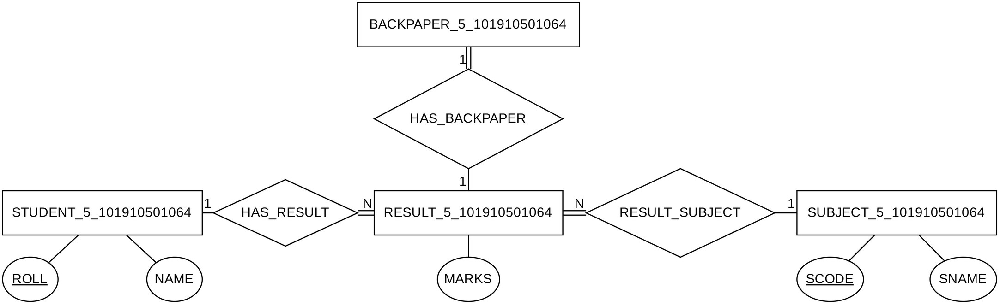 BACKPAPER_5_101910501064
1
HAS_BACKPAPER
1
STUDENT_5_101910501064
1
HAS_RESULT
N
RESULT_5_101910501064
N
RESULT_SUBJECT
1
SUBJECT_5_101910501064
ROLL
NAME
MARKS
SCODE
SNAME